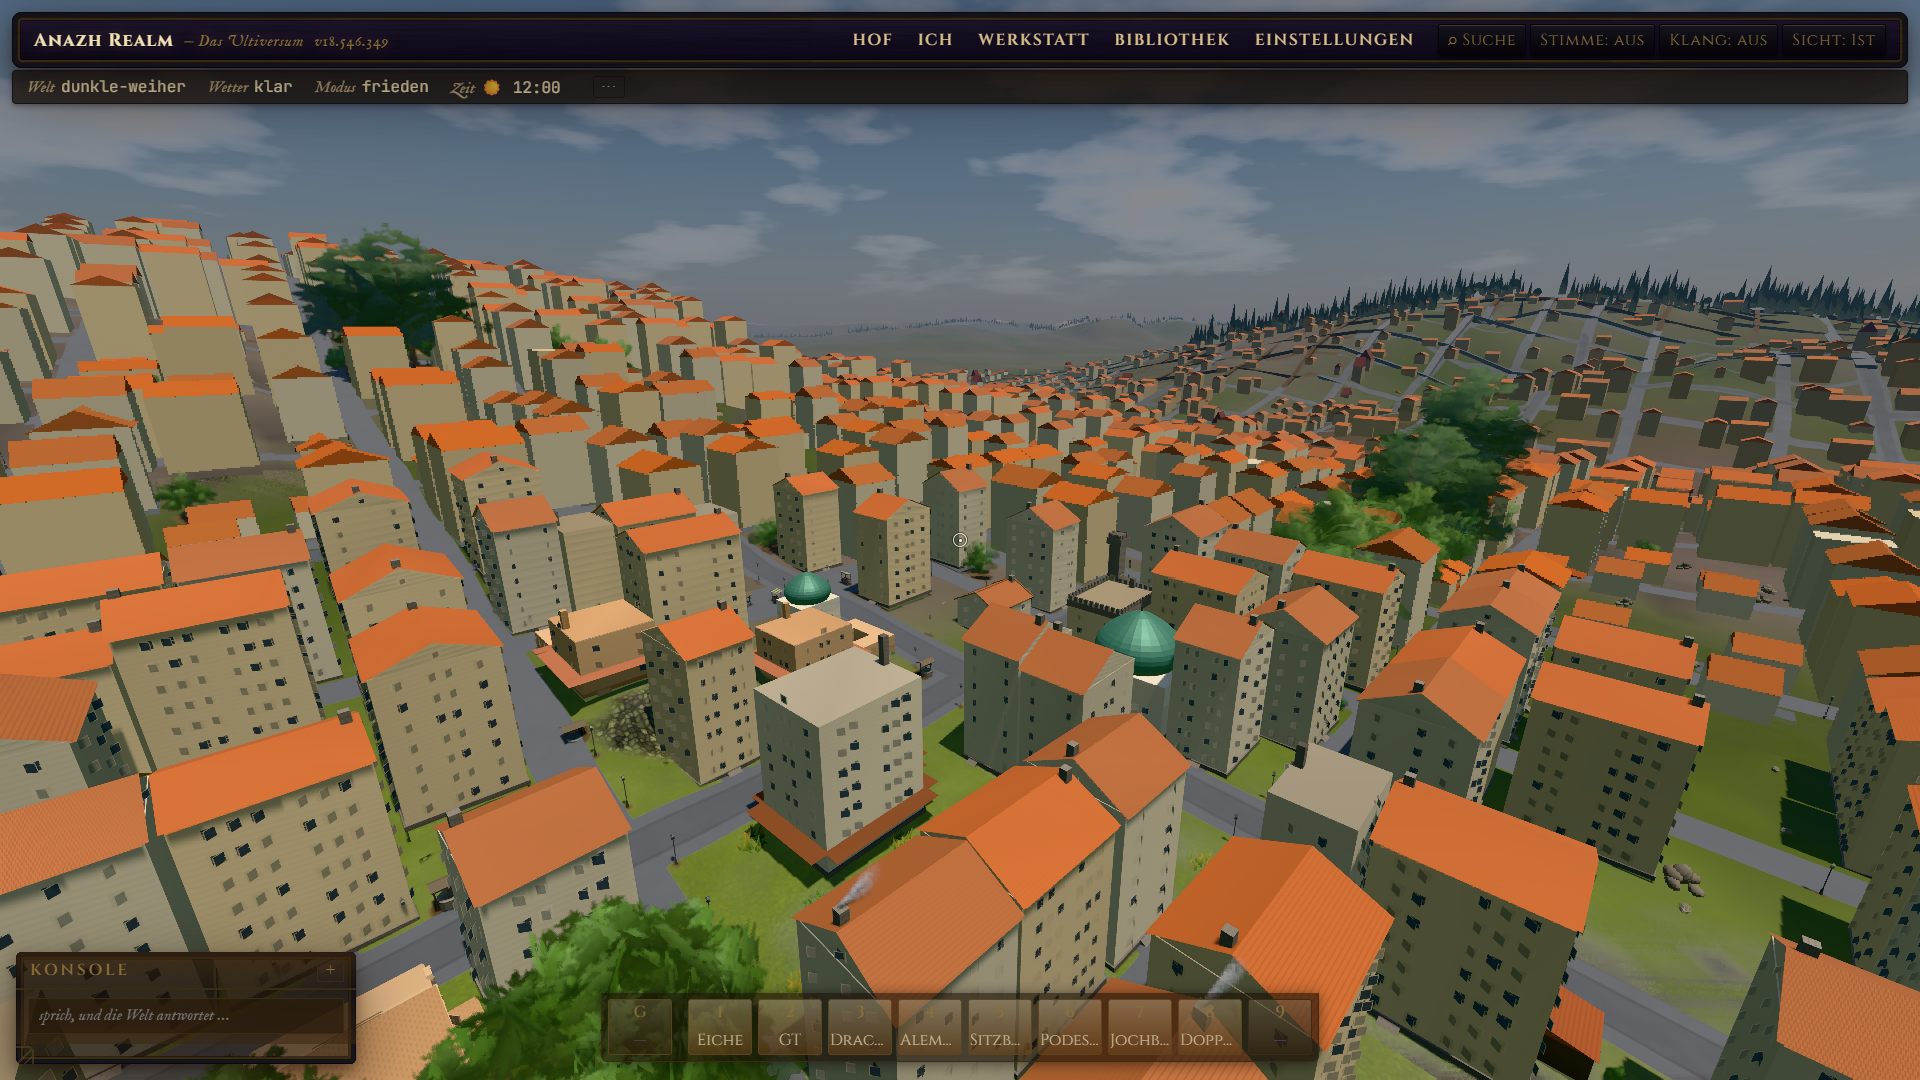 Anazh Realm – Das Ultiversum v18.546.349
HOF ICH WERKSTATT BIBLIOTHEK EINSTELLUNGEN ⌕ SUCHE STIMME: AUS KLANG: AUS SICHT: IST
Welt dunkle-weiher Wetter klar Modus frieden Zeit 12:00 ...
KONSOLE +
sprich, und die Welt antwortet ...
G 1 2 3 4 5 6 7 8 9
— EICHE GT DRAC... ALEM... SITZB... PODES... JOCHB... DOPP... —